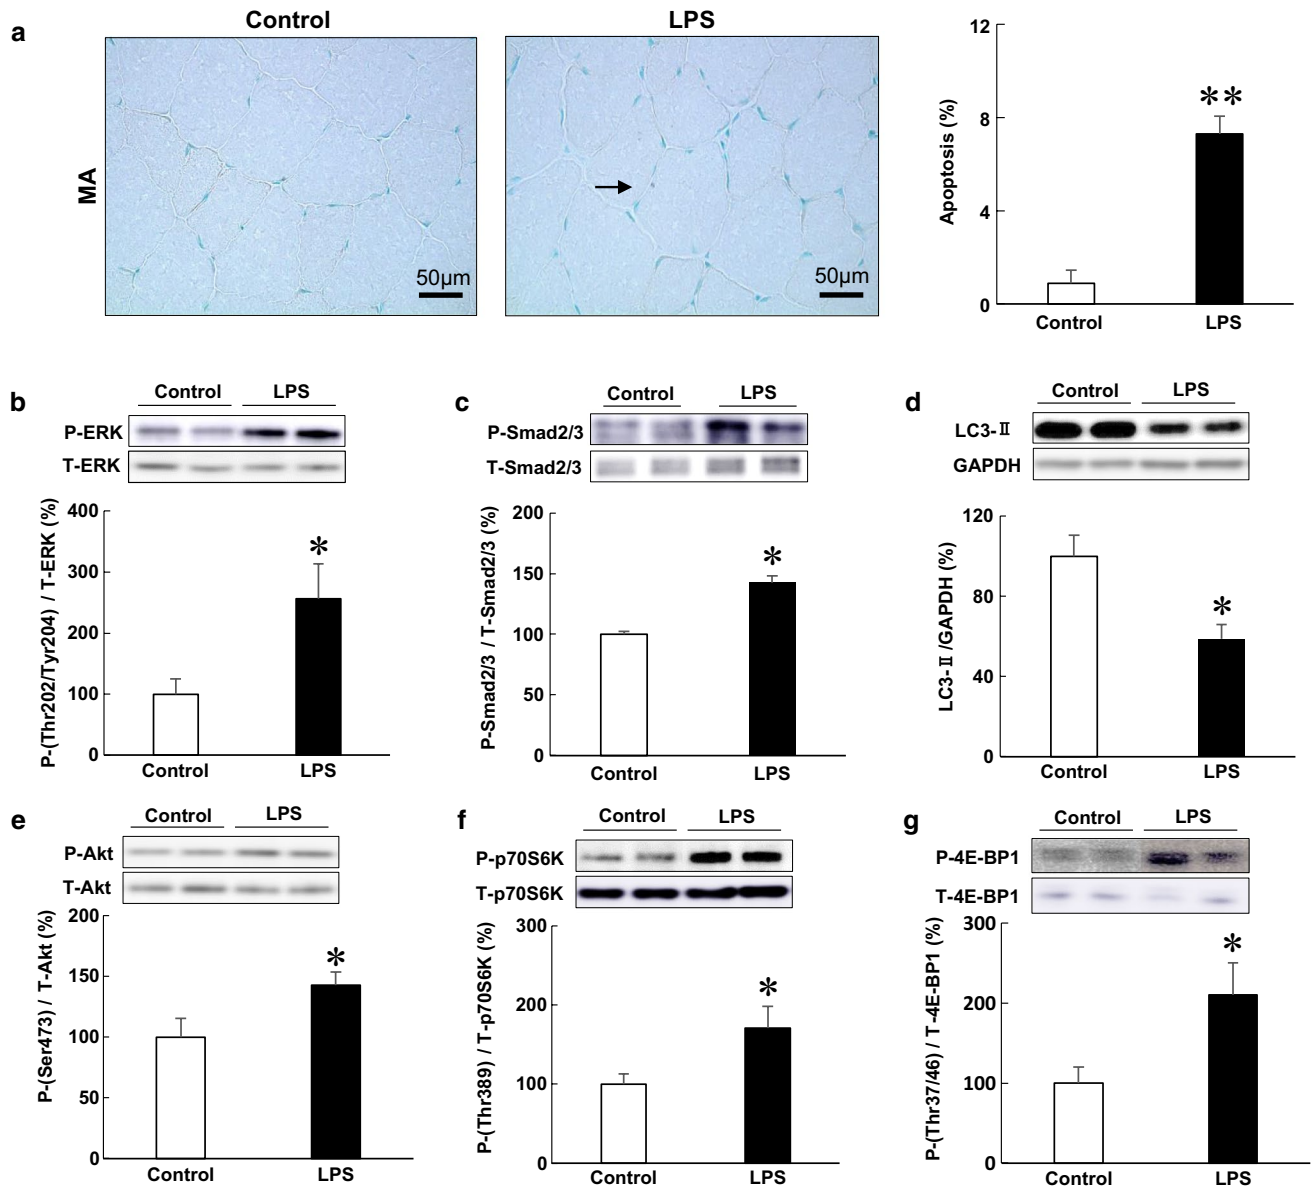 a
Control
LPS
MA
50μm
50μm
Apoptosis (%)
12
8
4
0
**
Control
LPS
b
Control
LPS
P-ERK
T-ERK
P-(Thr202/Tyr204) / T-ERK (%)
400
300
200
100
0
*
Control
LPS
c
Control
LPS
P-Smad2/3
T-Smad2/3
P-Smad2/3 / T-Smad2/3 (%)
200
150
100
50
0
*
Control
LPS
d
Control
LPS
LC3-Ⅱ
GAPDH
LC3-Ⅱ/GAPDH (%)
120
80
40
0
*
Control
LPS
e
Control
LPS
P-Akt
T-Akt
P-(Ser473) / T-Akt (%)
200
150
100
50
0
*
Control
LPS
f
Control
LPS
P-p70S6K
T-p70S6K
P-(Thr389) / T-p70S6K (%)
300
200
100
0
*
Control
LPS
g
Control
LPS
P-4E-BP1
T-4E-BP1
P-(Thr37/46) / T-4E-BP1 (%)
300
200
100
0
*
Control
LPS